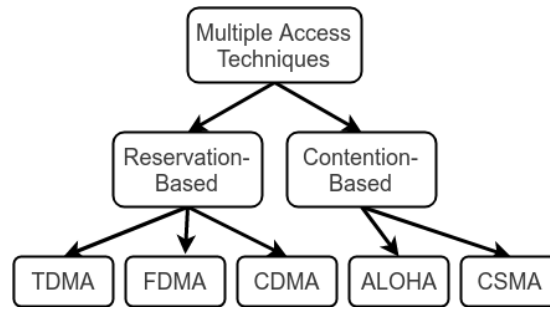 Multiple Access
Techniques
Reservation-
Based
Contention-
Based
TDMA
FDMA
CDMA
ALOHA
CSMA